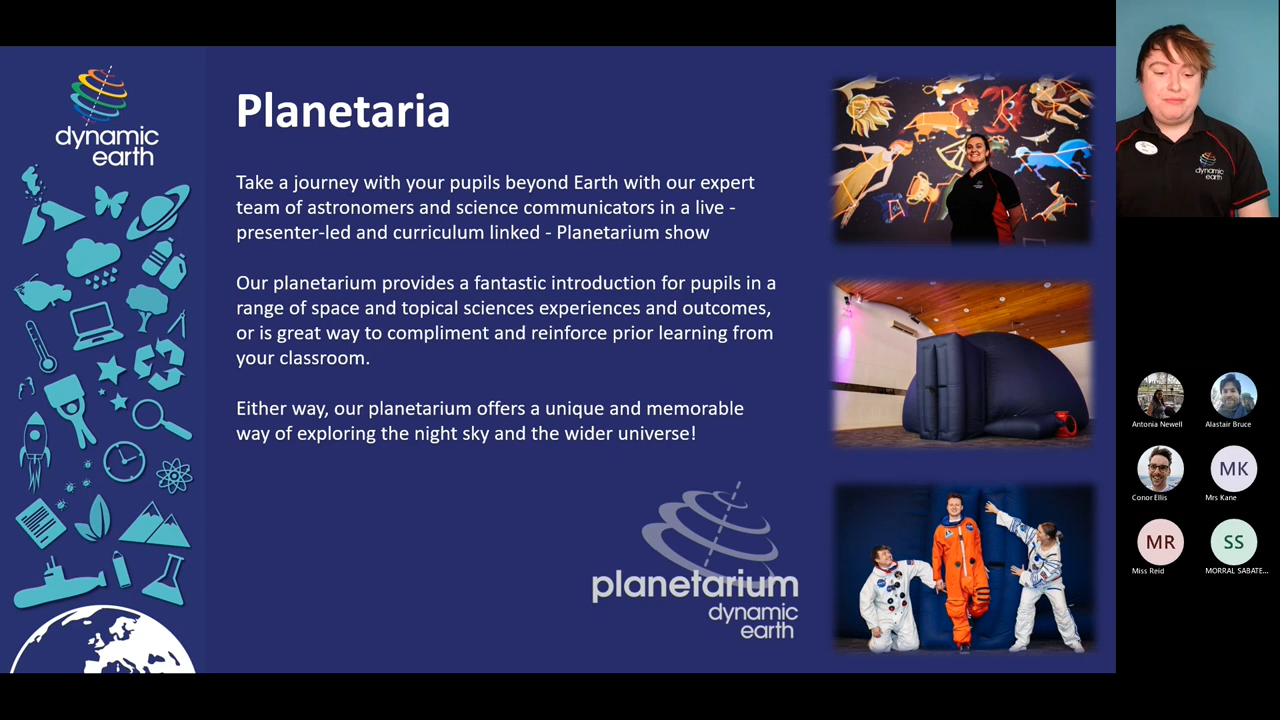 dynamic
earth
Planetaria
Take a journey with your pupils beyond Earth with our expert
team of astronomers and science communicators in a live -
presenter-led and curriculum linked - Planetarium show
Our planetarium provides a fantastic introduction for pupils in a
range of space and topical sciences experiences and outcomes,
or is great way to compliment and reinforce prior learning from
your classroom.
Either way, our planetarium offers a unique and memorable
way of exploring the night sky and the wider universe!
planetarium
dynamic
earth
dynamic
earth
Antonia Newell
Alastair Bruce
Conor Ellis
MK
Mrs Kane
MR
Miss Reid
SS
MORRAL SABATE...